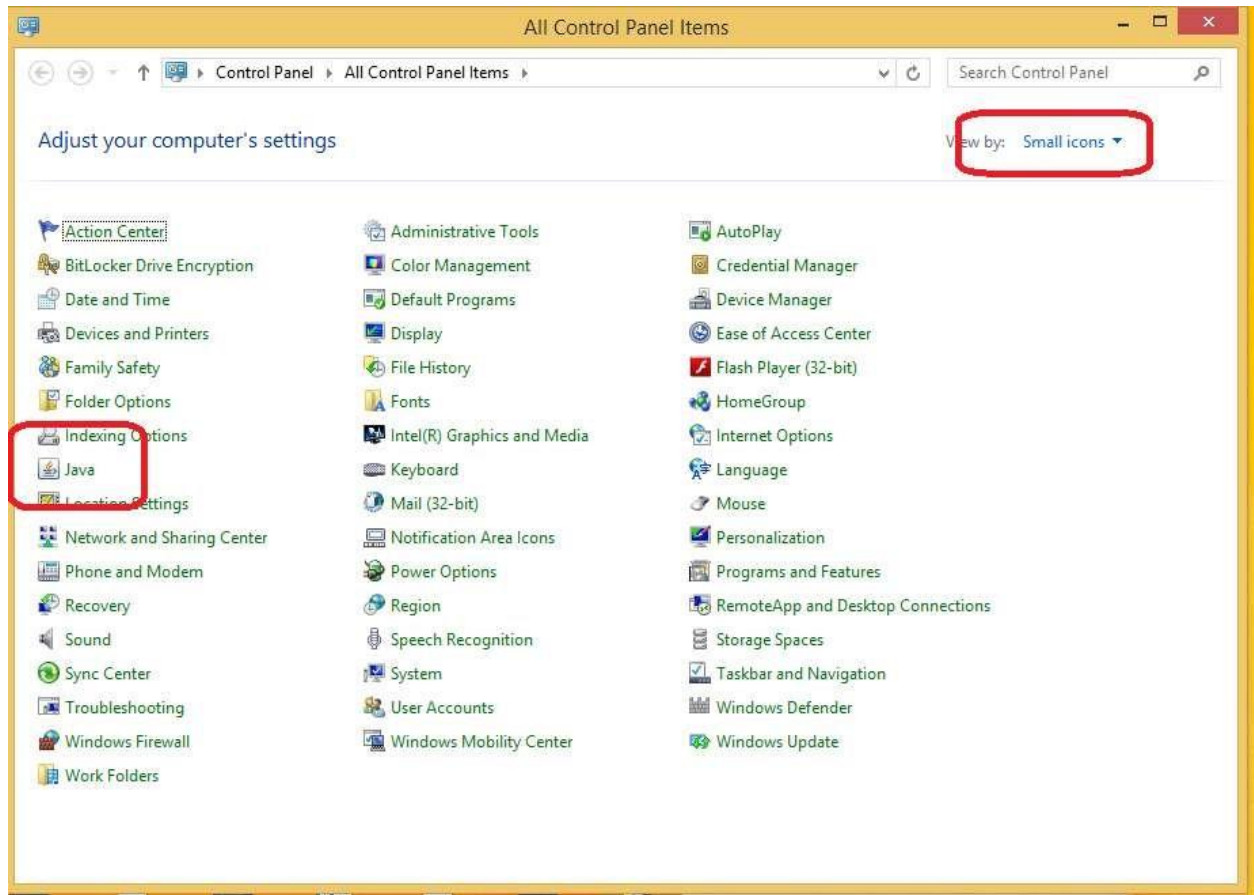 All Control Panel Items
Control Panel All Control Panel Items Search Control Panel
Adjust your computer's settings View by: Small icons
Action Center Administrative Tools AutoPlay
BitLocker Drive Encryption Color Management Credential Manager
Date and Time Default Programs Device Manager
Devices and Printers Display Ease of Access Center
Family Safety File History Flash Player (32-bit)
Folder Options Fonts HomeGroup
Indexing Options Intel(R) Graphics and Media Internet Options
Java Keyboard Language
Location Settings Mail (32-bit) Mouse
Network and Sharing Center Notification Area Icons Personalization
Phone and Modem Power Options Programs and Features
Recovery Region RemoteApp and Desktop Connections
Sound Speech Recognition Storage Spaces
Sync Center System Taskbar and Navigation
Troubleshooting User Accounts Windows Defender
Windows Firewall Windows Mobility Center Windows Update
Work Folders